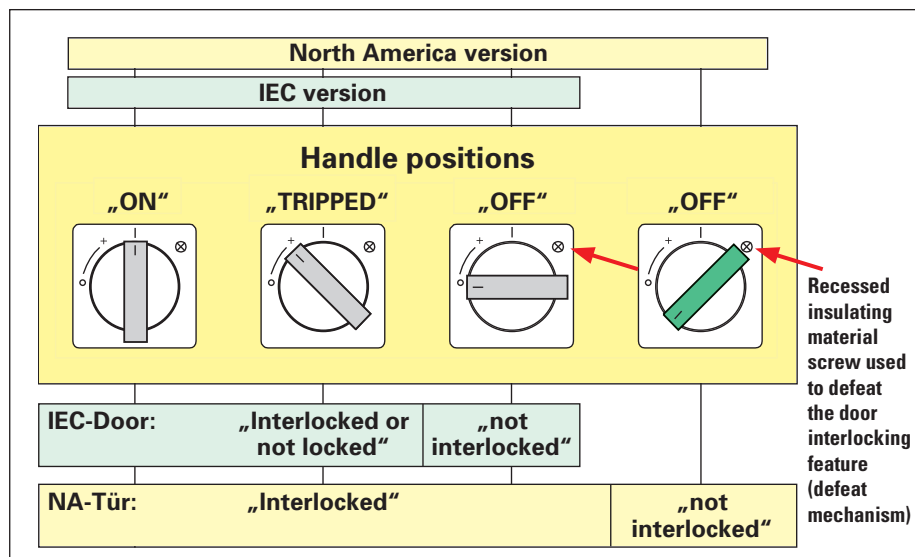 North America version
IEC version
Handle positions
„ON“
„TRIPPED“
„OFF“
„OFF“
Recessed
insulating
material
screw used
to defeat
the door
interlocking
feature
(defeat
mechanism)
IEC-Door:
„Interlocked or
not locked“
„not
interlocked“
NA-Tür:
„Interlocked“
„not
interlocked“